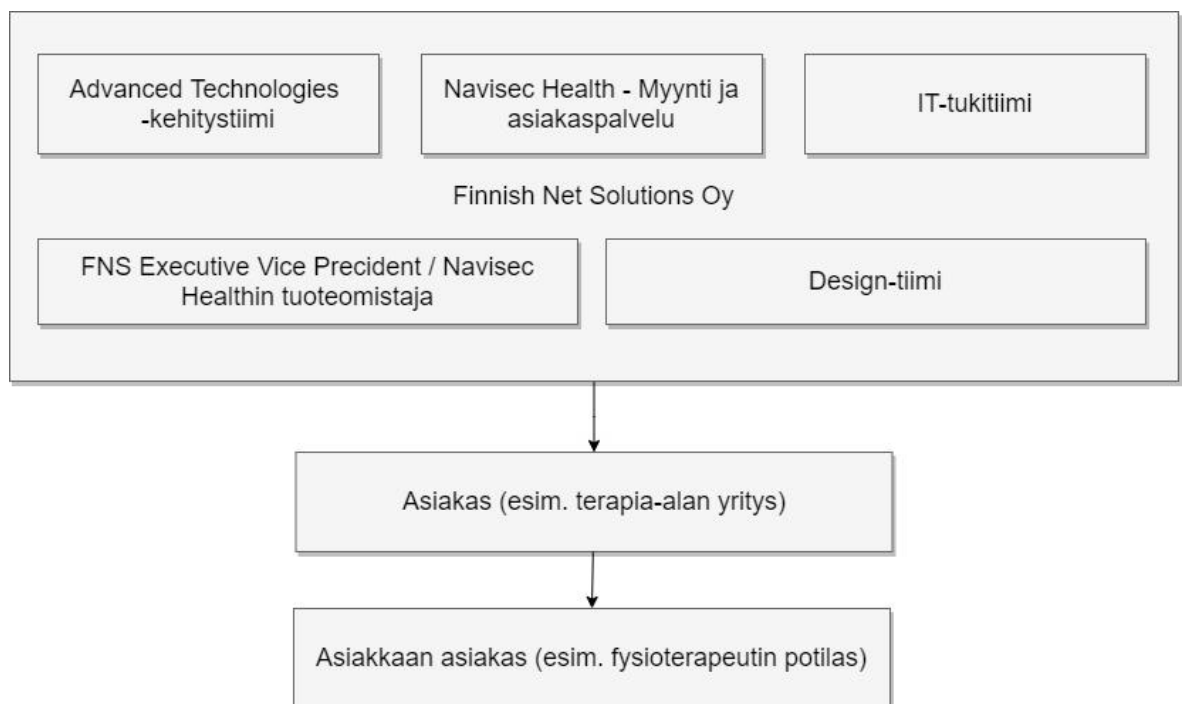 Advanced Technologies
-kehitystiimi
Navisec Health - Myynti ja
asiakaspalvelu
IT-tukitiimi
Finnish Net Solutions Oy
FNS Executive Vice Precident / Navisec
Healthin tuoteomistaja
Design-tiimi
Asiakas (esim. terapia-alan yritys)
Asiakkaan asiakas (esim. fysioterapeutin potilas)